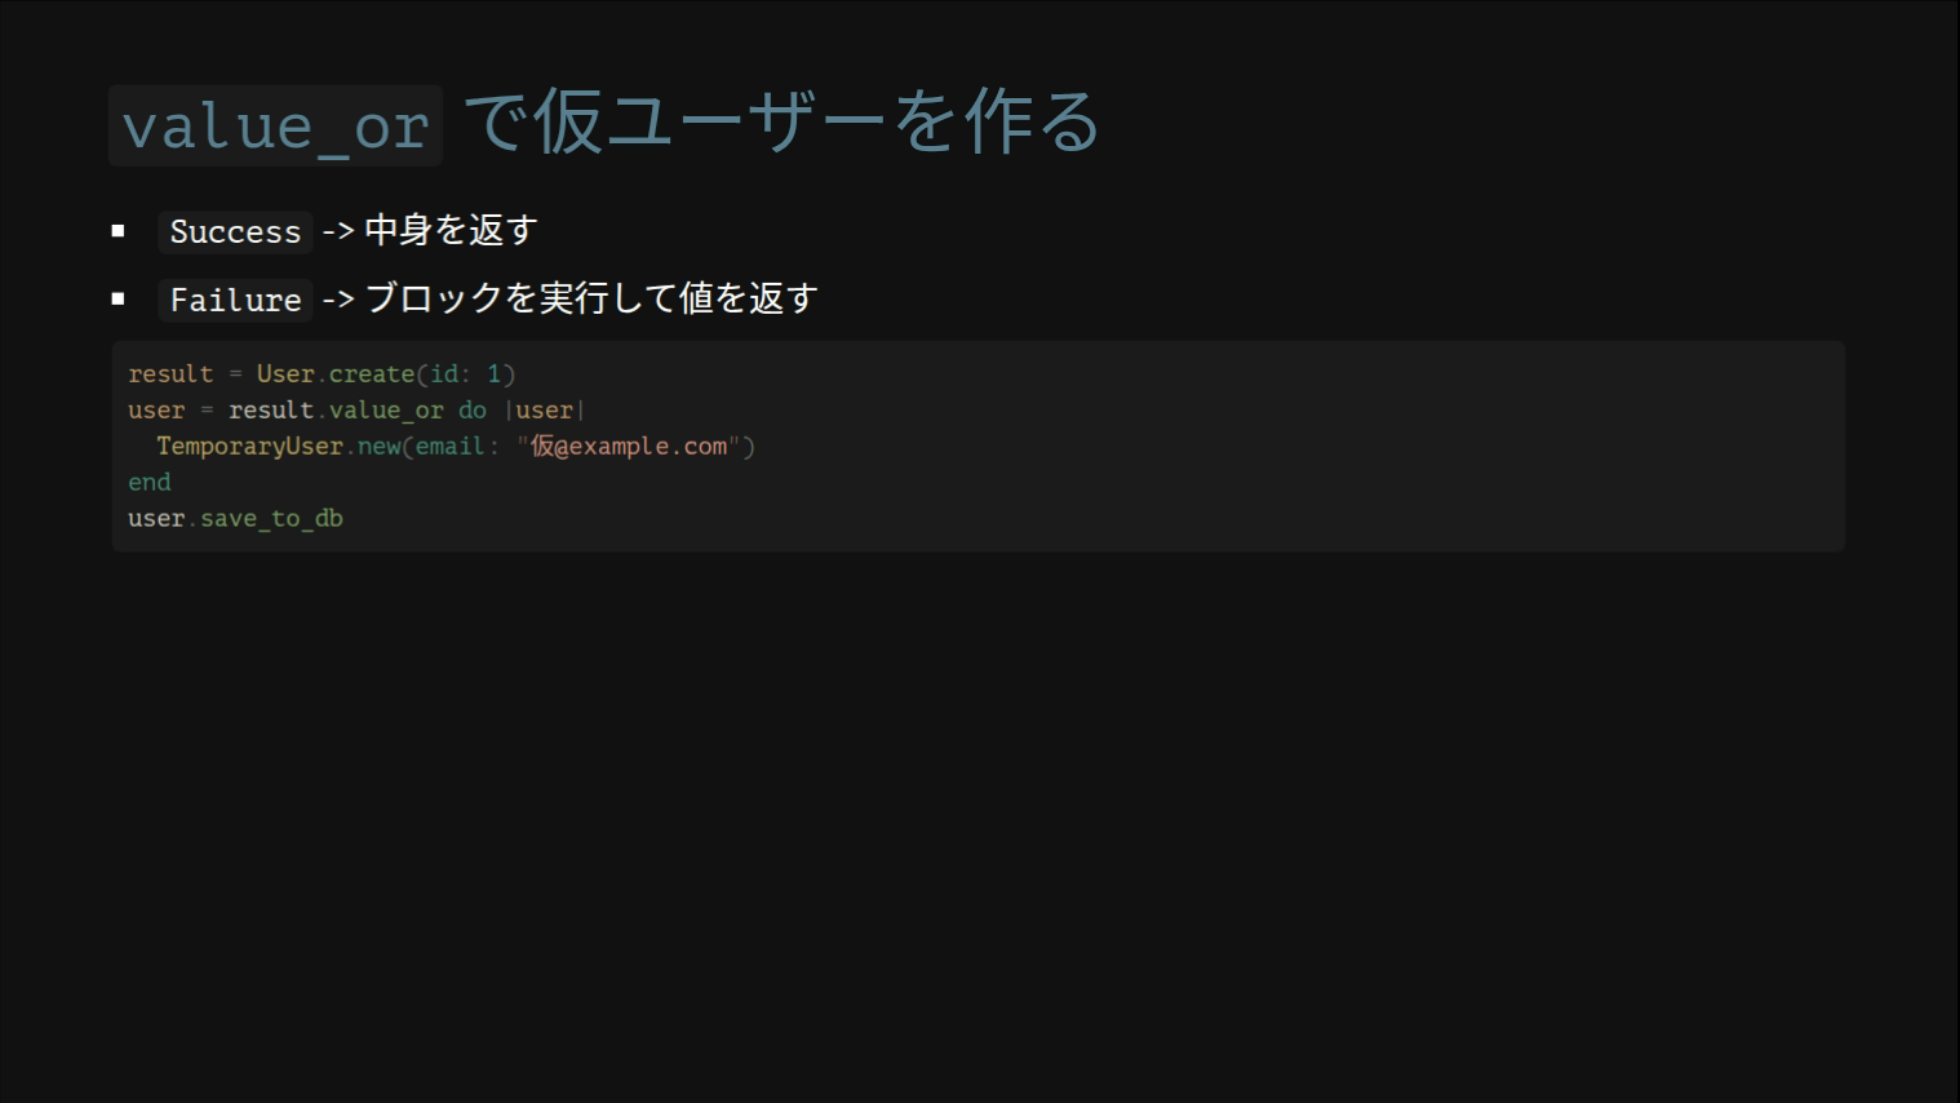 value_or で仮ユーザーを作る
Success -> 中身を返す
Failure -> ブロックを実行して値を返す
result = User.create(id: 1)
user = result.value_or do |user|
  TemporaryUser.new(email: "仮@example.com")
end
user.save_to_db